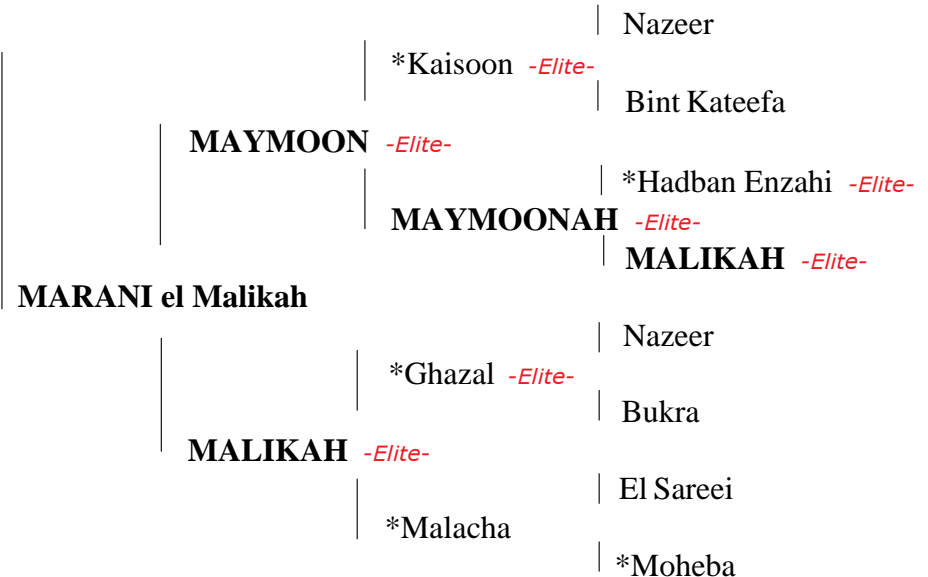 Nazeer
*Kaisoon -Elite-
Bint Kateefa
MAYMOON -Elite-
*Hadban Enzahi -Elite-
MAYMOONAH -Elite-
MALIKAH -Elite-
MARANI el Malikah
Nazeer
*Ghazal -Elite-
Bukra
MALIKAH -Elite-
El Sareei
*Malacha
*Moheba